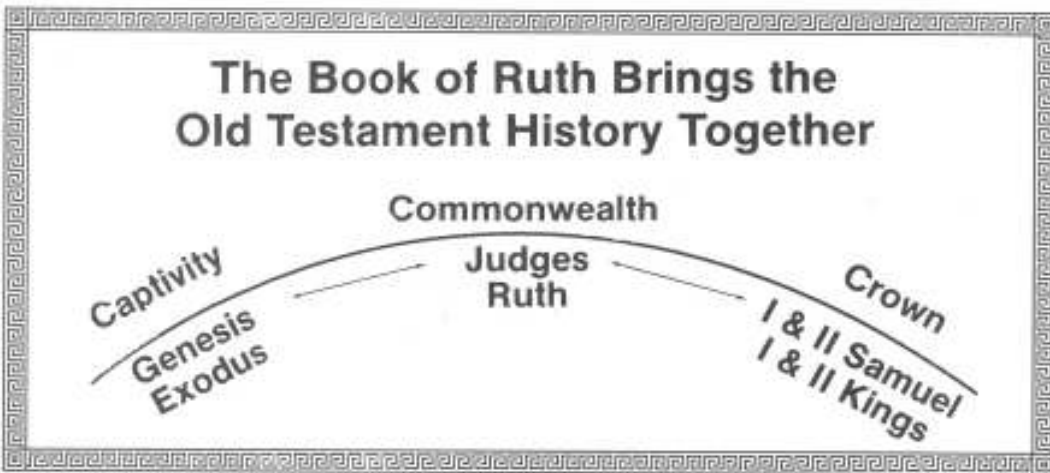 The Book of Ruth Brings the
Old Testament History Together
Commonwealth
Captivity
Crown
Genesis
Exodus
Judges
Ruth
I & II Samuel
I & II Kings